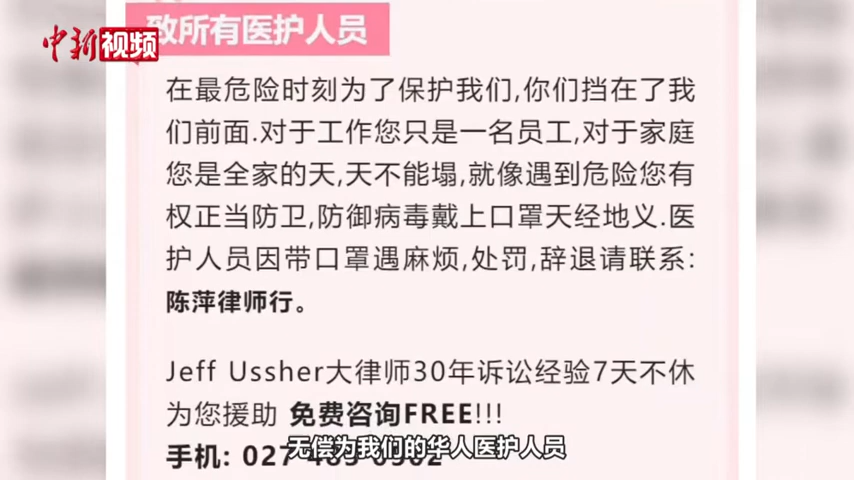 中新视频
致所有医护人员
在最危险时刻为了保护我们,你们挡在了我
们前面.对于工作您只是一名员工,对于家庭
您是全家的天,天不能塌,就像遇到危险您有
权正当防卫,防御病毒戴上口罩天经地义.医
护人员因带口罩遇麻烦,处罚,辞退请联系:
陈萍律师行。
Jeff Ussher大律师30年诉讼经验7天不休
为您援助 免费咨询FREE!!!
手机: 027
无偿为我们的华人医护人员